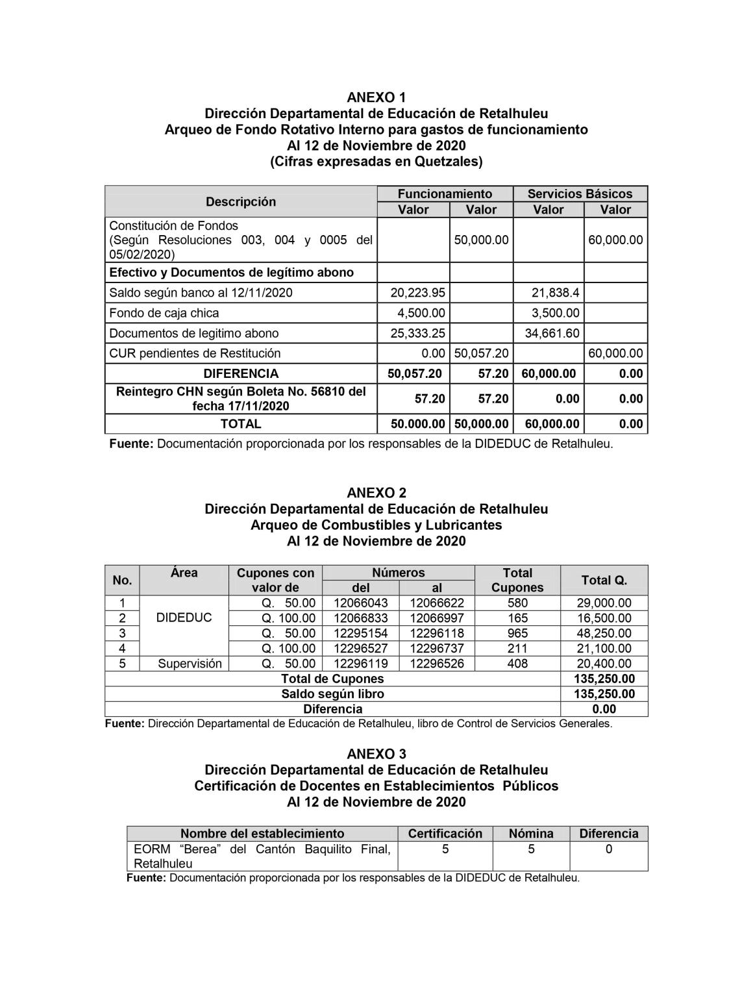 ANEXO 1
Dirección Departamental de Educación de Retalhuleu
Arqueo de Fondo Rotativo Interno para gastos de funcionamiento
Al 12 de Noviembre de 2020
(Cifras expresadas en Quetzales)
Descripción Funcionamiento Servicios Básicos
Valor Valor Valor Valor
Constitución de Fondos
(Según Resoluciones 003, 004 y 0005 del 50,000.00 60,000.00
05/02/2020)
Efectivo y Documentos de legítimo abono
Saldo según banco al 12/11/2020 20,223.95 21,838.4
Fondo de caja chica 4,500.00 3,500.00
Documentos de legitimo abono 25,333.25 34,661.60
CUR pendientes de Restitución 0.00 50,057.20 60,000.00
DIFERENCIA 50,057.20 57.20 60,000.00 0.00
Reintegro CHN según Boleta No. 56810 del
fecha 17/11/2020 57.20 57.20 0.00 0.00
TOTAL 50.000.00 50,000.00 60,000.00 0.00
Fuente: Documentación proporcionada por los responsables de la DIDEDUC de Retalhuleu.
ANEXO 2
Dirección Departamental de Educación de Retalhuleu
Arqueo de Combustibles y Lubricantes
Al 12 de Noviembre de 2020
No. Área Cupones con valor de Números Total Cupones Total Q.
del al
1 DIDEDUC Q. 50.00 12066043 12066622 580 29,000.00
2 Q. 100.00 12066833 12066997 165 16,500.00
3 Q. 50.00 12295154 12296118 965 48,250.00
4 Q. 100.00 12296527 12296737 211 21,100.00
5 Supervisión Q. 50.00 12296119 12296526 408 20,400.00
Total de Cupones 135,250.00
Saldo según libro 135,250.00
Diferencia 0.00
Fuente: Dirección Departamental de Educación de Retalhuleu, libro de Control de Servicios Generales.
ANEXO 3
Dirección Departamental de Educación de Retalhuleu
Certificación de Docentes en Establecimientos Públicos
Al 12 de Noviembre de 2020
Nombre del establecimiento Certificación Nómina Diferencia
EORM “Berea” del Cantón Baquilito Final, 5 5 0
Retalhuleu
Fuente: Documentación proporcionada por los responsables de la DIDEDUC de Retalhuleu.